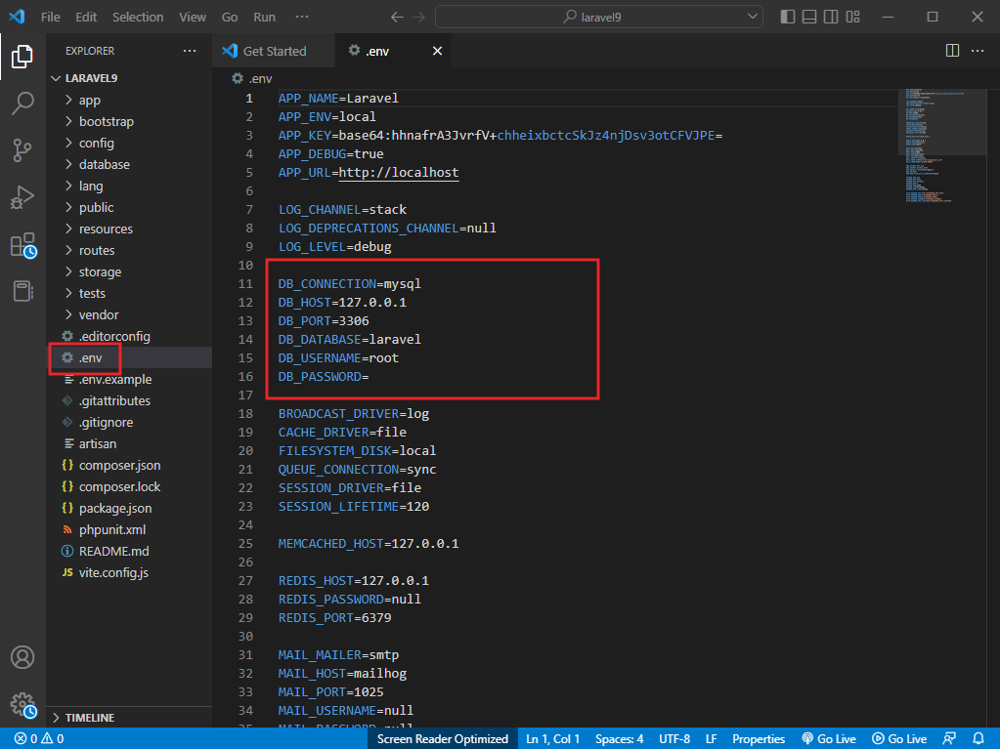 File Edit Selection View Go Run ··· laravel9
EXPLORER ···
Get Started .env
LARAVEL9
app
bootstrap
config
database
lang
public
resources
routes
storage
tests
vendor
.editorconfig
.env
.env.example
.gitattributes
.gitignore
artisan
{} composer.json
{} composer.lock
{} package.json
phpunit.xml
README.md
JS vite.config.js
TIMELINE
.env
1 APP_NAME=Laravel
2 APP_ENV=local
3 APP_KEY=base64:hhnafrA3JvrfV+chheixbctcSkJz4njDsv3otCFVJPE=
4 APP_DEBUG=true
5 APP_URL=http://localhost
6
7 LOG_CHANNEL=stack
8 LOG_DEPRECATIONS_CHANNEL=null
9 LOG_LEVEL=debug
10
11 DB_CONNECTION=mysql
12 DB_HOST=127.0.0.1
13 DB_PORT=3306
14 DB_DATABASE=laravel
15 DB_USERNAME=root
16 DB_PASSWORD=
17
18 BROADCAST_DRIVER=log
19 CACHE_DRIVER=file
20 FILESYSTEM_DISK=local
21 QUEUE_CONNECTION=sync
22 SESSION_DRIVER=file
23 SESSION_LIFETIME=120
24
25 MEMCACHED_HOST=127.0.0.1
26
27 REDIS_HOST=127.0.0.1
28 REDIS_PASSWORD=null
29 REDIS_PORT=6379
30
31 MAIL_MAILER=smtp
32 MAIL_HOST=mailhog
33 MAIL_PORT=1025
34 MAIL_USERNAME=null
35 MAIL_PASSWORD=null
0 0 Screen Reader Optimized Ln 1, Col 1 Spaces: 4 UTF-8 LF Properties Go Live Go Live